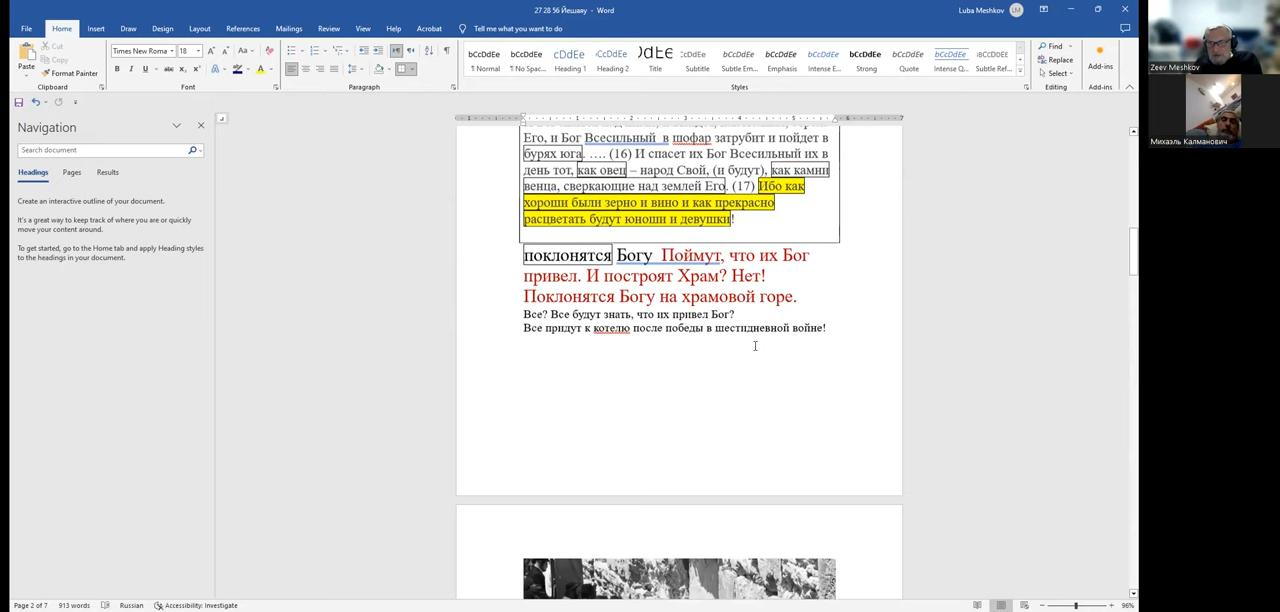 27 28 56 Йешаяу - Word
Luba Meshkov LM
File Home Insert Draw Design Layout References Mailings Review View Help Acrobat Tell me what you want to do
Paste Cut Copy Format Painter
Times New Roma 18
Clipboard Font Paragraph Styles Editing Add-ins
¶ Normal ¶ No Spac... Heading 1 Heading 2 Title Subtitle Subtle Em... Emphasis Intense E... Strong Quote Intense Q... Subtle Ref...
Find Replace Select Add-ins
Navigation
Search document
Headings Pages Results
Create an interactive outline of your document.
It's a great way to keep track of where you are or quickly
move your content around.
To get started, go to the Home tab and apply Heading styles
to the headings in your document.
Его, и Бог Всесильный в шофар затрубит и пойдет в
бурях юга. …. (16) И спасет их Бог Всесильный их в
день тот, как овец – народ Свой, (и будут), как камни
венца, сверкающие над землей Его. (17) Ибо как
хороши были зерно и вино и как прекрасно
расцветать будут юноши и девушки!
поклонятся Богу Поймут, что их Бог
привел. И построят Храм? Нет!
Поклонятся Богу на храмовой горе.
Все? Все будут знать, что их привел Бог?
Все придут к котелю после победы в шестидневной войне!
Page 2 of 7 913 words Russian Accessibility: Investigate 96%
Zeev Meshkov
Михаэль Калманович